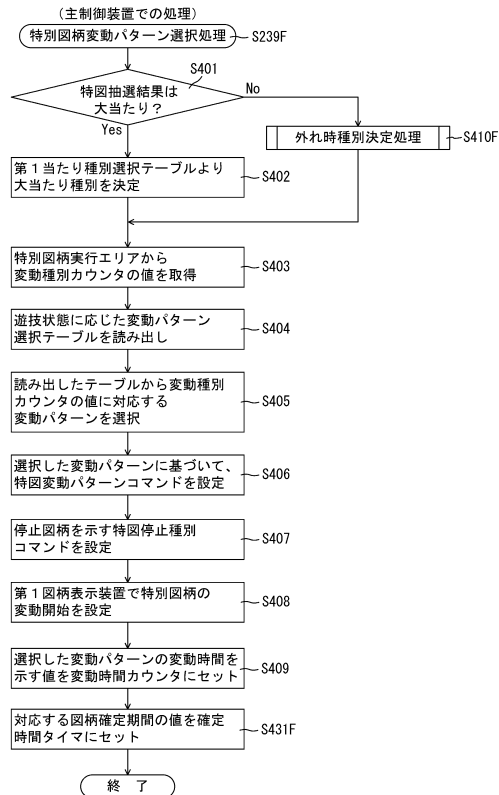 (主制御装置での処理)
特別図柄変動パターン選択処理
S239F
S401
特図抽選結果は
大当たり？
No
Yes
外れ時種別決定処理
S410F
第１当たり種別選択テーブルより
大当たり種別を決定
S402
特別図柄実行エリアから
変動種別カウンタの値を取得
S403
遊技状態に応じた変動パターン
選択テーブルを読み出し
S404
読み出したテーブルから変動種別
カウンタの値に対応する
変動パターンを選択
S405
選択した変動パターンに基づいて、
特図変動パターンコマンドを設定
S406
停止図柄を示す特図停止種別
コマンドを設定
S407
第１図柄表示装置で特別図柄の
変動開始を設定
S408
選択した変動パターンの変動時間を
示す値を変動時間カウンタにセット
S409
対応する図柄確定期間の値を確定
時間タイマにセット
S431F
終　了